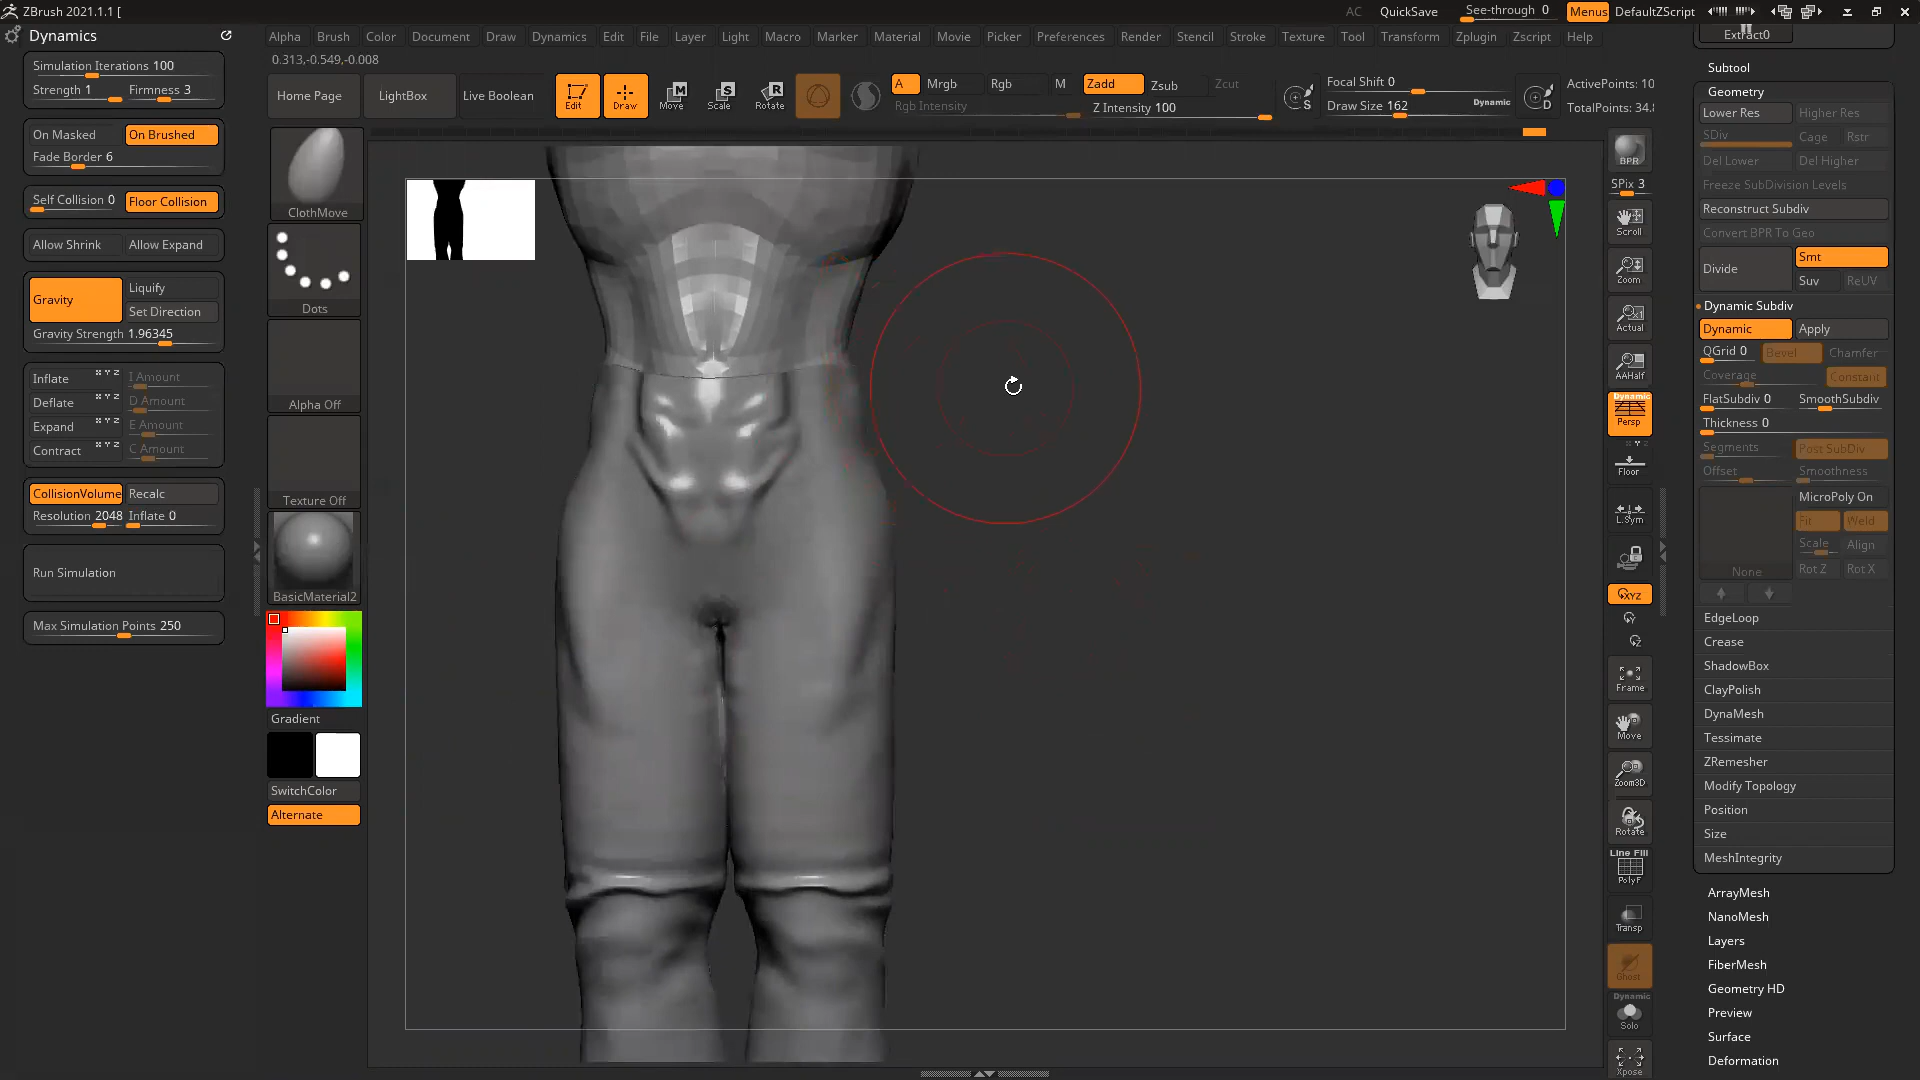 ZBrush 2021.1.1 [
AC QuickSave See-through 0 Menus DefaultZScript
Dynamics
Alpha Brush Color Document Draw Dynamics Edit File Layer Light Macro Marker Material Movie Picker Preferences Render Stencil Stroke Texture Tool Transform Zplugin Zscript Help
0.313,-0.549,-0.008
Home Page LightBox Live Boolean Edit Draw Move Scale Rotate
A Mrgb Rgb M Zadd Zsub Zcut
Rgb Intensity Z Intensity 100
Focal Shift 0
Draw Size 162 Dynamic
ActivePoints: 10
TotalPoints: 34.
Simulation Iterations 100
Strength 1 Firmness 3
On Masked On Brushed
Fade Border 6
Self Collision 0 Floor Collision
Allow Shrink Allow Expand
Gravity Liquify
Set Direction
Gravity Strength 1.96345
Inflate X Y Z I Amount
Deflate X Y Z D Amount
Expand X Y Z E Amount
Contract X Y Z C Amount
CollisionVolume Recalc
Resolution 2048 Inflate 0
Run Simulation
Max Simulation Points 250
ClothMove
Dots
Alpha Off
Texture Off
BasicMaterial2
Gradient
SwitchColor
Alternate
BPR
SPix 3
Scroll
Zoom
Actual
AAHalf
Dynamic
Persp
Floor
L.Sym
XYZ
Frame
Move
Zoom3D
Rotate
Line Fill
PolyF
Transp
Ghost
Dynamic
Solo
Xpose
Extract0
Subtool
Geometry
Lower Res Higher Res
SDiv Cage Rstr
Del Lower Del Higher
Freeze SubDivision Levels
Reconstruct Subdiv
Convert BPR To Geo
Divide Smt
Suv ReUV
Dynamic Subdiv
Dynamic Apply
QGrid 0 Bevel Chamfer
Coverage Constant
FlatSubdiv 0 SmoothSubdiv
Thickness 0
Segments Post SubDiv
Offset Smoothness
MicroPoly On
Fit Weld
Scale Align
None Rot Z Rot X
EdgeLoop
Crease
ShadowBox
ClayPolish
DynaMesh
Tessimate
ZRemesher
Modify Topology
Position
Size
MeshIntegrity
ArrayMesh
NanoMesh
Layers
FiberMesh
Geometry HD
Preview
Surface
Deformation